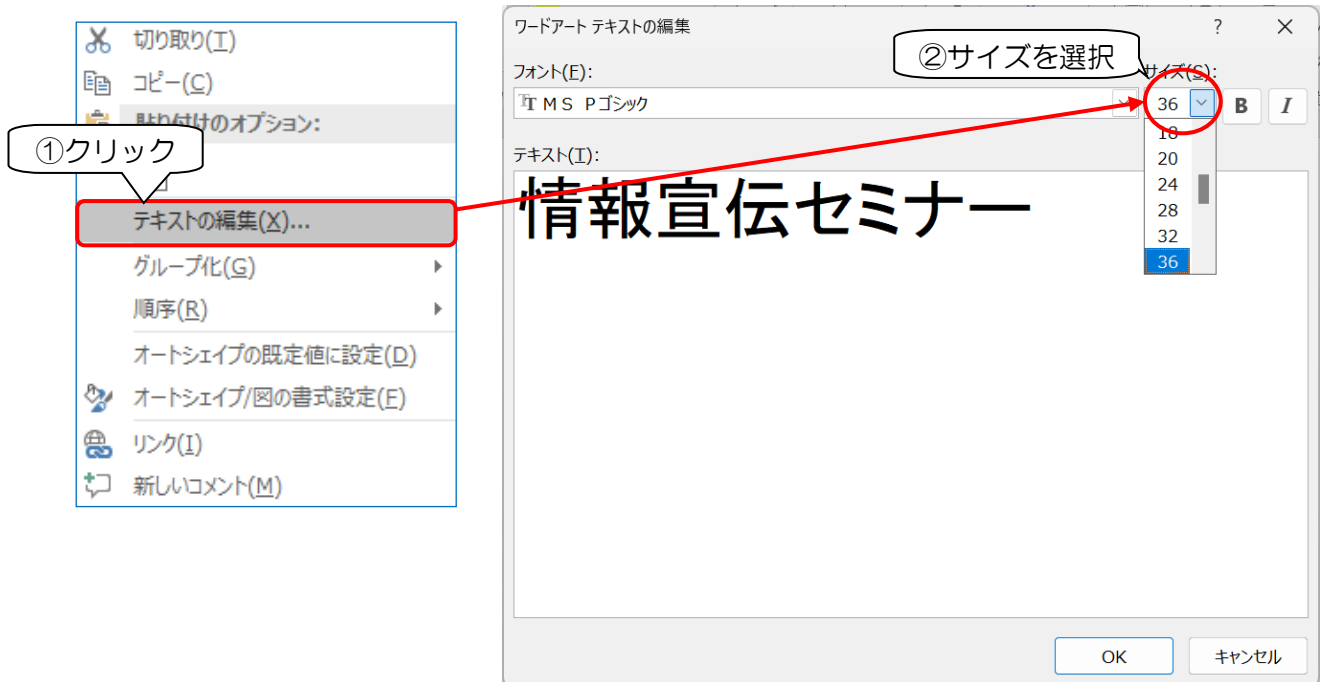 切り取り(T)
コピー(C)
貼り付けのオプション:
①クリック
テキストの編集(X)...
グループ化(G)
順序(R)
オートシェイプの既定値に設定(D)
オートシェイプ/図の書式設定(F)
リンク(I)
新しいコメント(M)
ワードアート テキストの編集
?
②サイズを選択
フォント(F):
サイズ(S):
MS Pゴシック
36
B
I
テキスト(T):
18
20
24
28
32
36
情報宣伝セミナー
OK
キャンセル